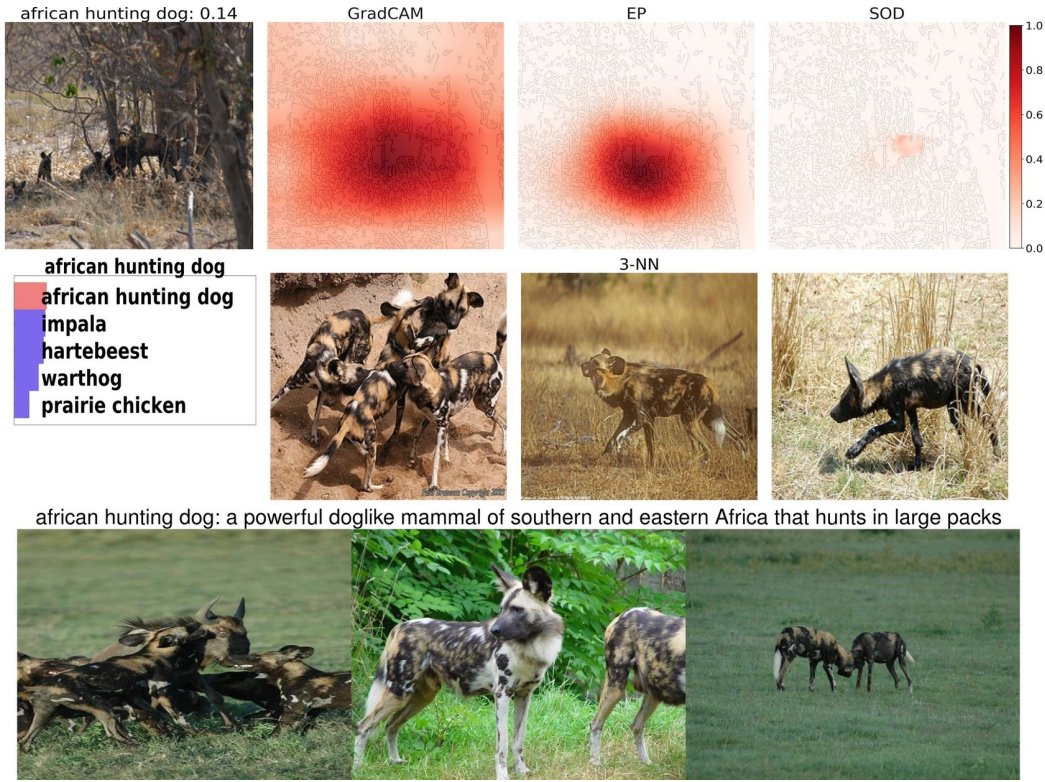 african hunting dog: 0.14
GradCAM
EP
SOD
1.0
0.8
0.6
0.4
0.2
0.0
african hunting dog
african hunting dog
impala
hartebeest
warthog
prairie chicken
3-NN
african hunting dog: a powerful doglike mammal of southern and eastern Africa that hunts in large packs